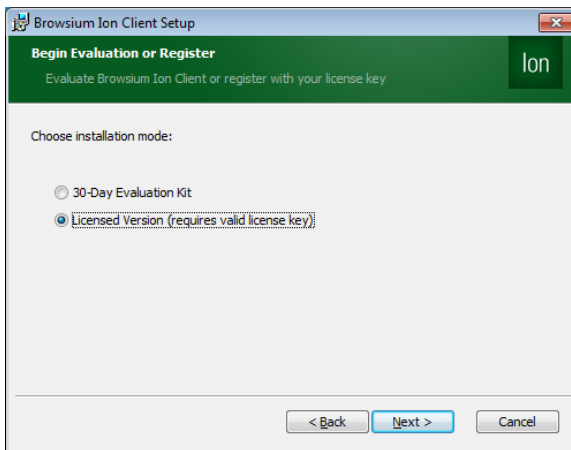 Browsium Ion Client Setup
Begin Evaluation or Register
Evaluate Browsium Ion Client or register with your license key
Ion
Choose installation mode:
30-Day Evaluation Kit
Licensed Version (requires valid license key)
< Back
Next >
Cancel